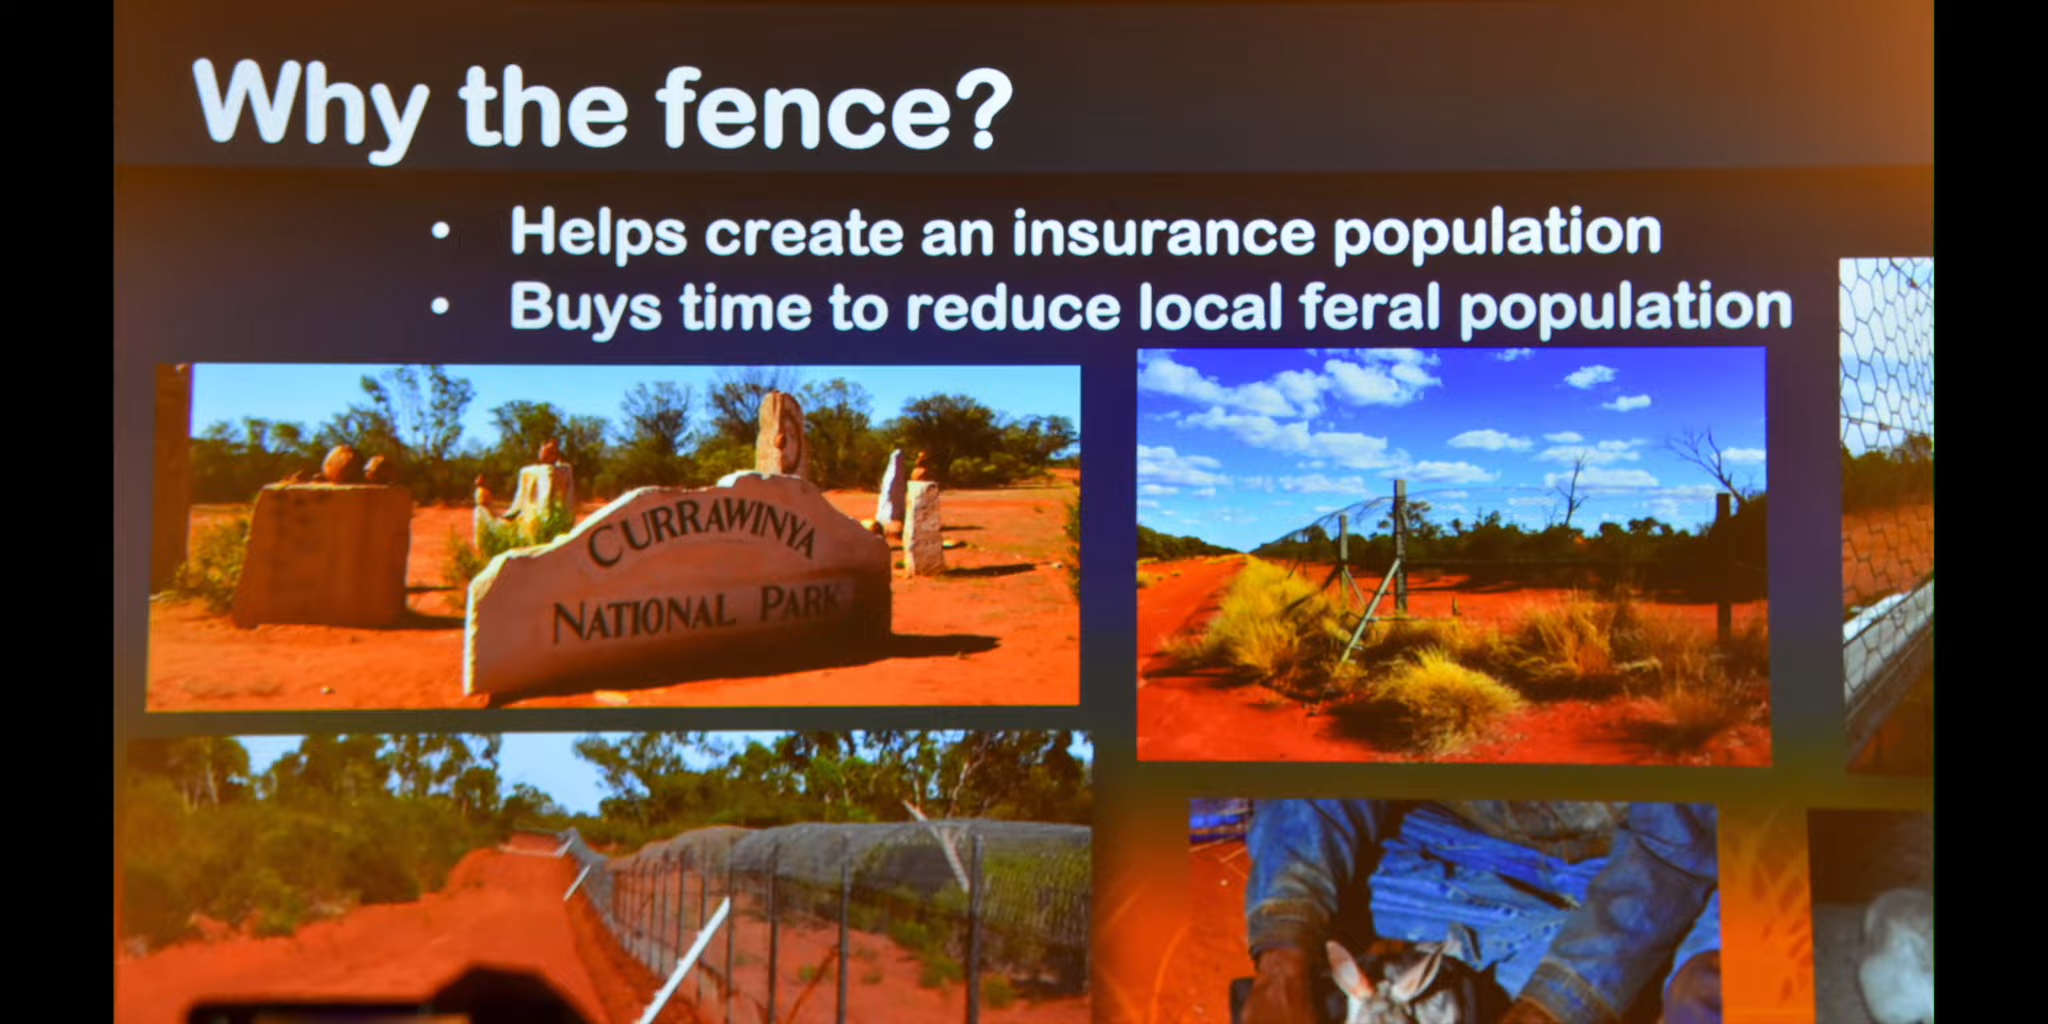 Why the fence?
• Helps create an insurance population
• Buys time to reduce local feral population
CURRAWINYA
NATIONAL PARK